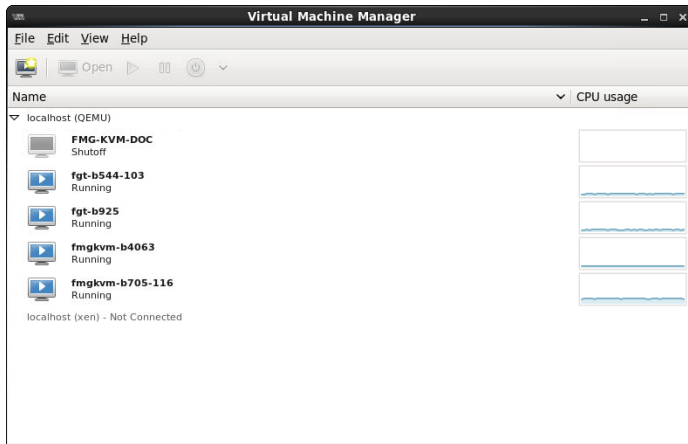 Virtual Machine Manager
File Edit View Help
Open
Name CPU usage
localhost (QEMU)
FMG-KVM-DOC
Shutoff
fgt-b544-103
Running
fgt-b925
Running
fmgkvm-b4063
Running
fmgkvm-b705-116
Running
localhost (xen) - Not Connected